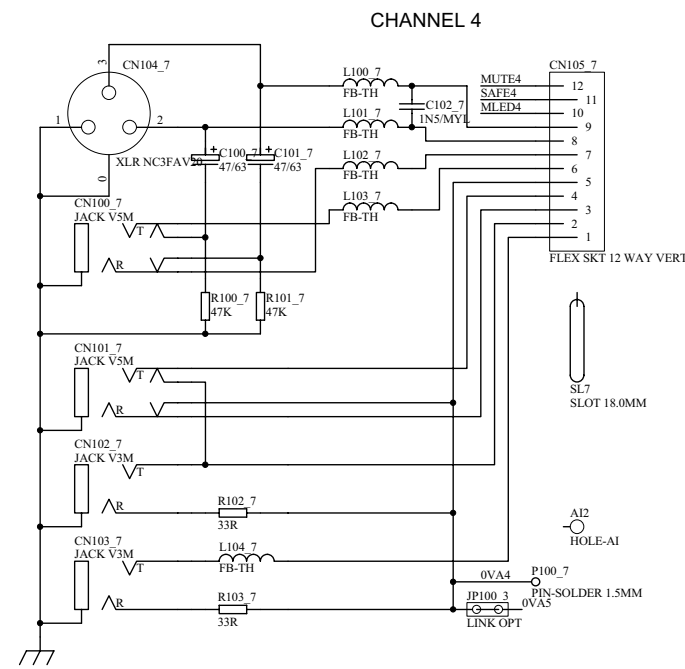 CHANNEL 4
CN104_7
3
1
2
0
XLR NC3FAV20
L100_7
FB-TH
L101_7
FB-TH
C102_7
1N5/MYL
L102_7
FB-TH
L103_7
FB-TH
C100_7
47/63
C101_7
47/63
+
+
CN105_7
MUTE4
SAFE4
MLED4
12
11
10
9
8
7
6
5
4
3
2
1
FLEX SKT 12 WAY VERT
CN100_7
JACK V5M
T
R
R100_7
47K
R101_7
47K
SL7
SLOT 18.0MM
CN101_7
JACK V5M
T
R
CN102_7
JACK V3M
T
R
R102_7
33R
AI2
HOLE-AI
CN103_7
JACK V3M
T
R
L104_7
FB-TH
R103_7
33R
0VA4
P100_7
PIN-SOLDER 1.5MM
JP100_3
0VA5
LINK OPT